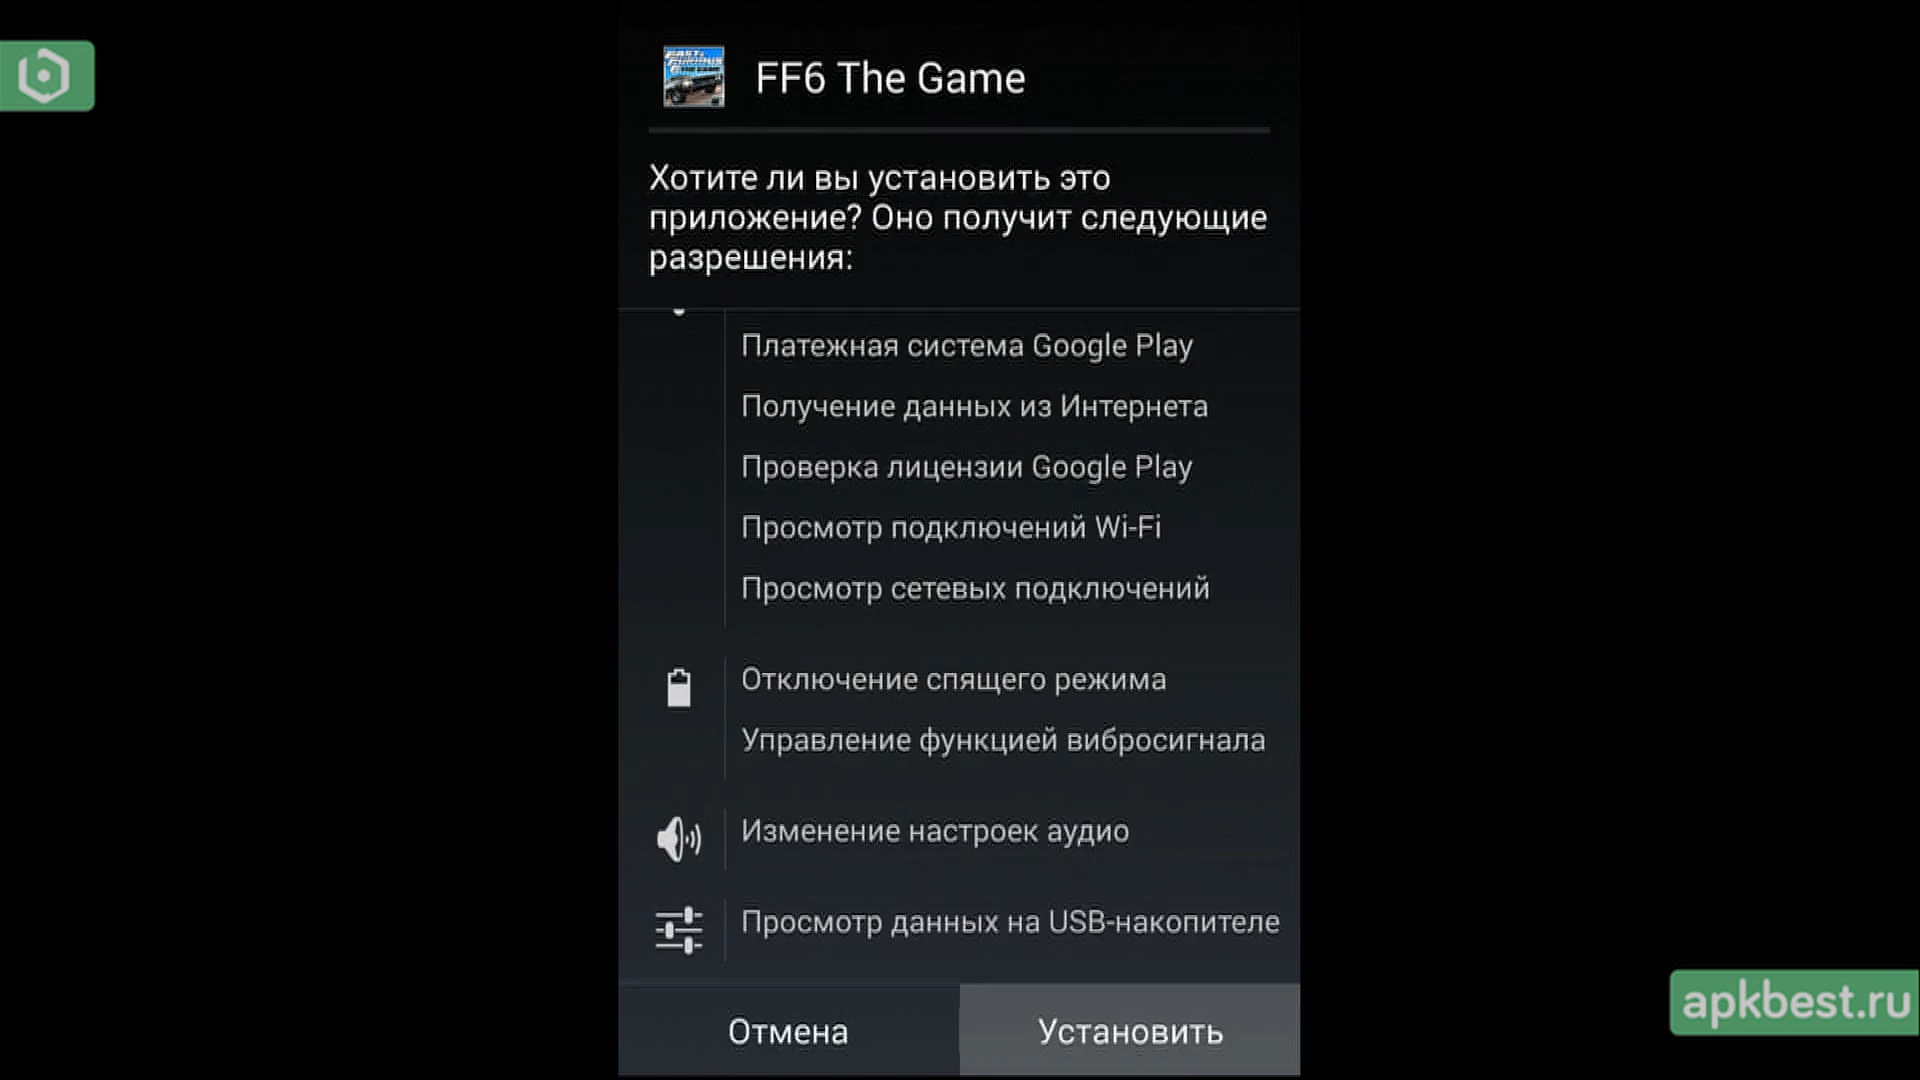 FAST & FURIOUS
FF6 The Game
Хотите ли вы установить это
приложение? Оно получит следующие
разрешения:
Платежная система Google Play
Получение данных из Интернета
Проверка лицензии Google Play
Просмотр подключений Wi-Fi
Просмотр сетевых подключений
Отключение спящего режима
Управление функцией вибросигнала
Изменение настроек аудио
Просмотр данных на USB-накопителе
Отмена
Установить
apkbest.ru